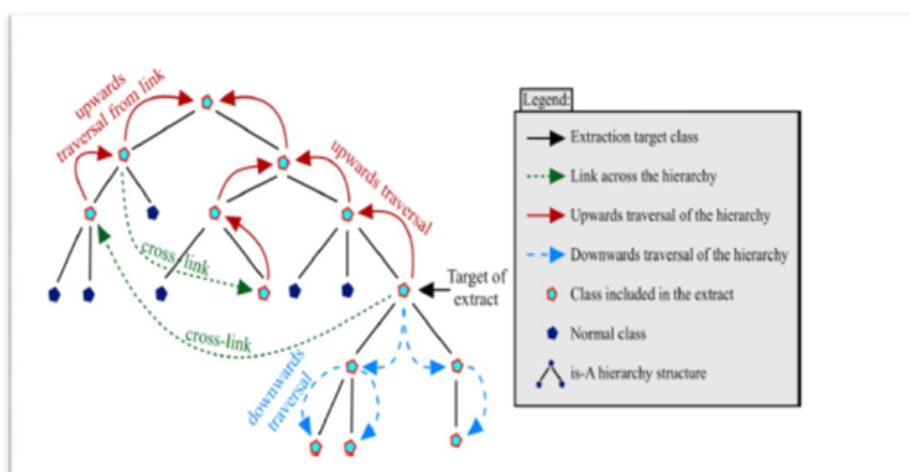 upwards
traversal from link
upwards traversal
cross-link
cross-link
Target of
extract
downwards
traversal
Legend:
Extraction target class
Link across the hierarchy
Upwards traversal of the hierarchy
Downwards traversal of the hierarchy
Class included in the extract
Normal class
is-A hierarchy structure